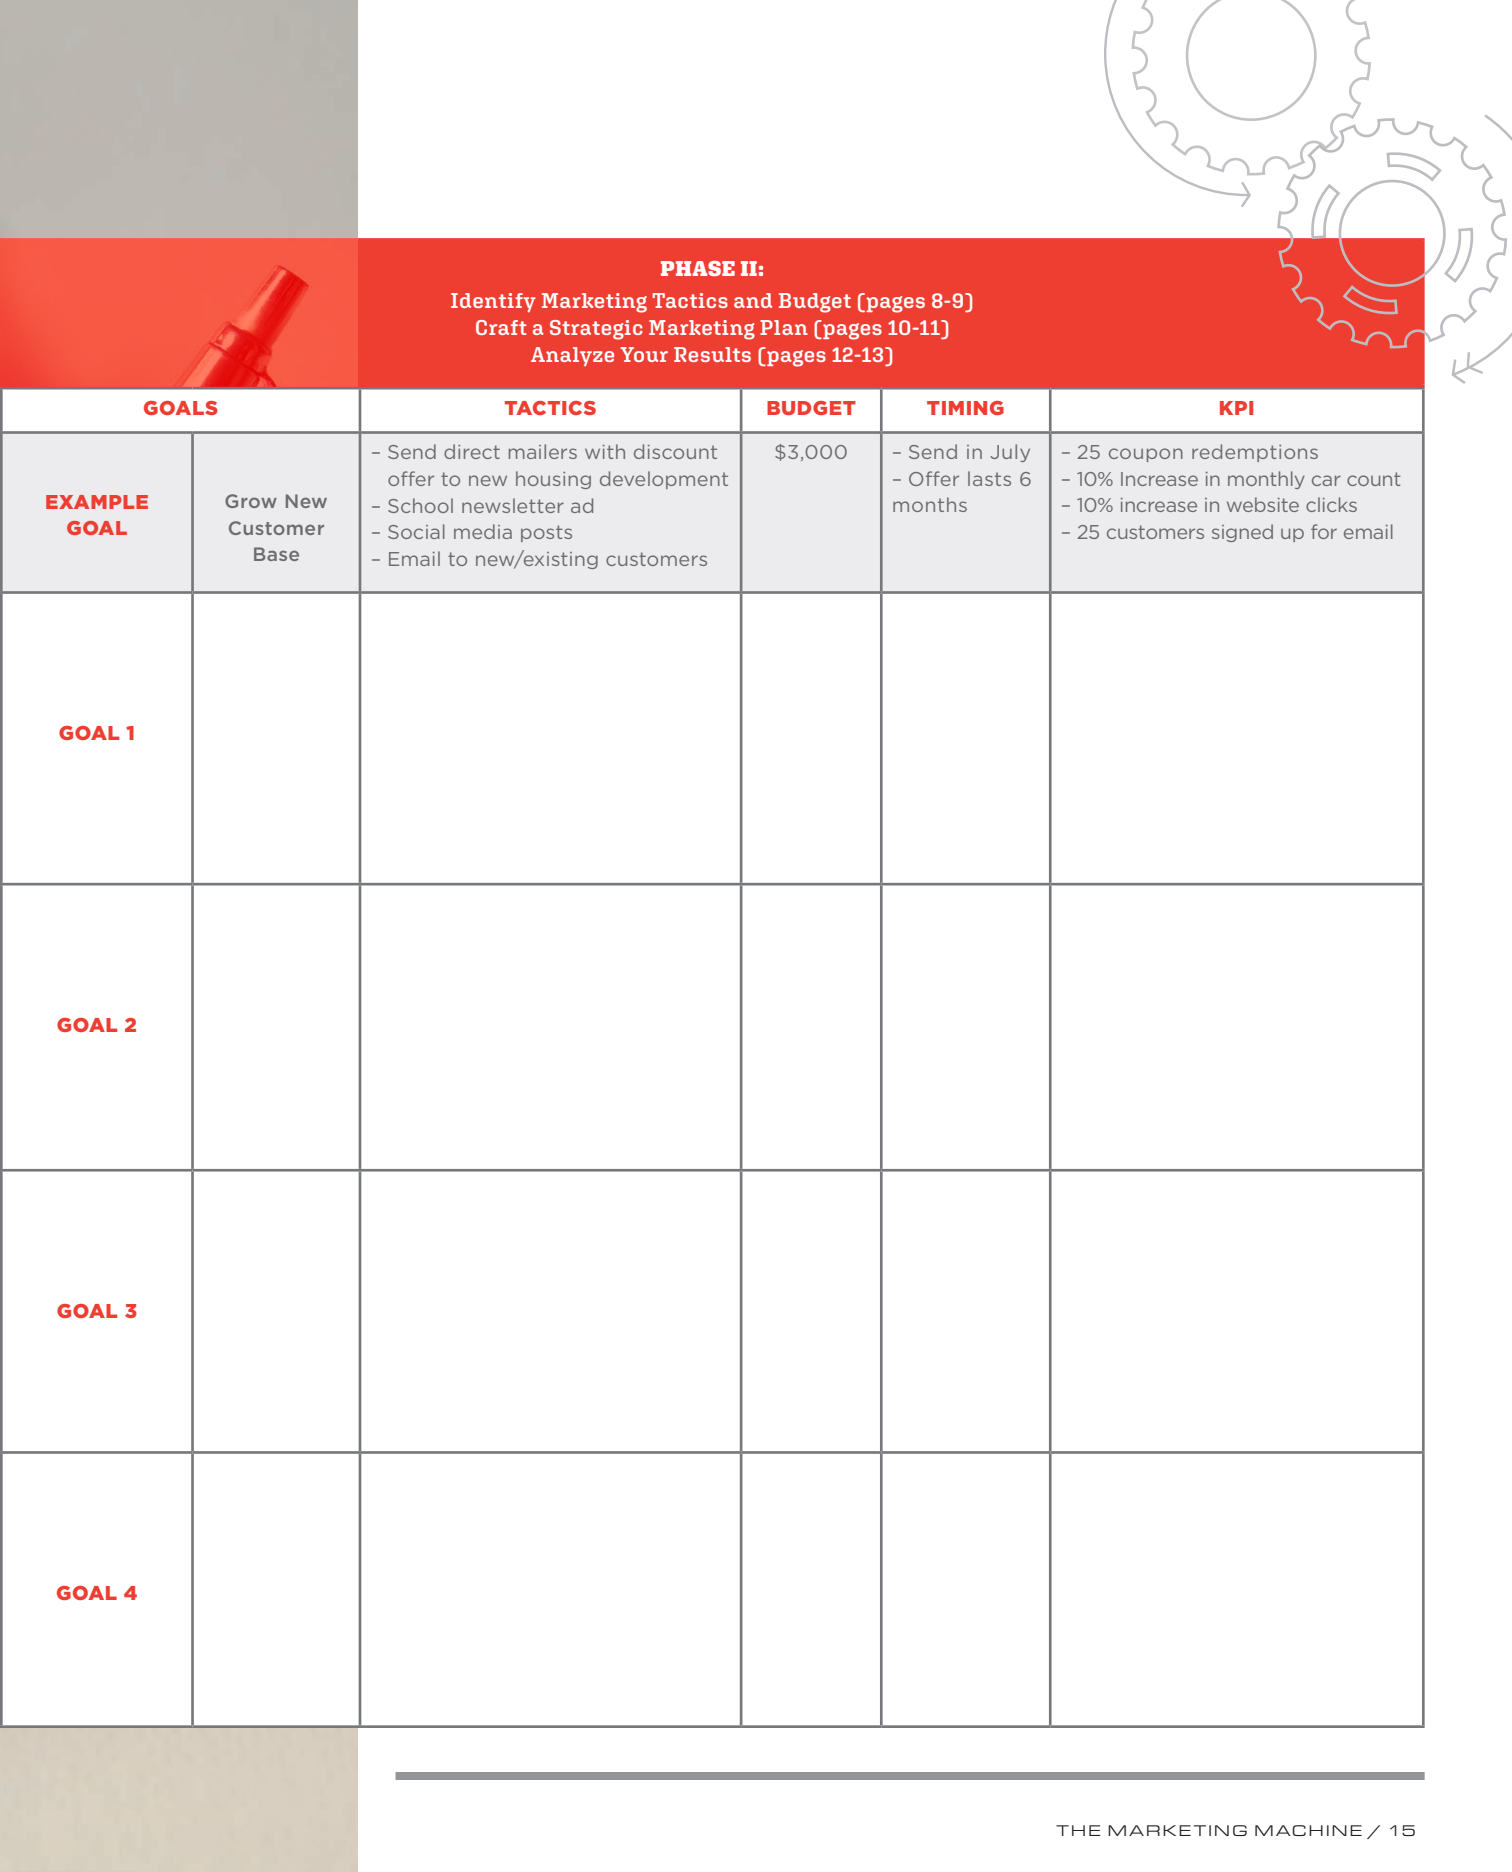 PHASE II:
Identify Marketing Tactics and Budget (pages 8-9)
Craft a Strategic Marketing Plan (pages 10-11)
Analyze Your Results (pages 12-13)
GOALS
TACTICS
BUDGET
TIMING
KPI
EXAMPLE
GOAL
Grow New
Customer
Base
– Send direct mailers with discount
offer to new housing development
– School newsletter ad
– Social media posts
– Email to new/existing customers
$3,000
– Send in July
– Offer lasts 6
months
– 25 coupon redemptions
– 10% Increase in monthly car count
– 10% increase in website clicks
– 25 customers signed up for email
GOAL 1
GOAL 2
GOAL 3
GOAL 4
THE MARKETING MACHINE / 15